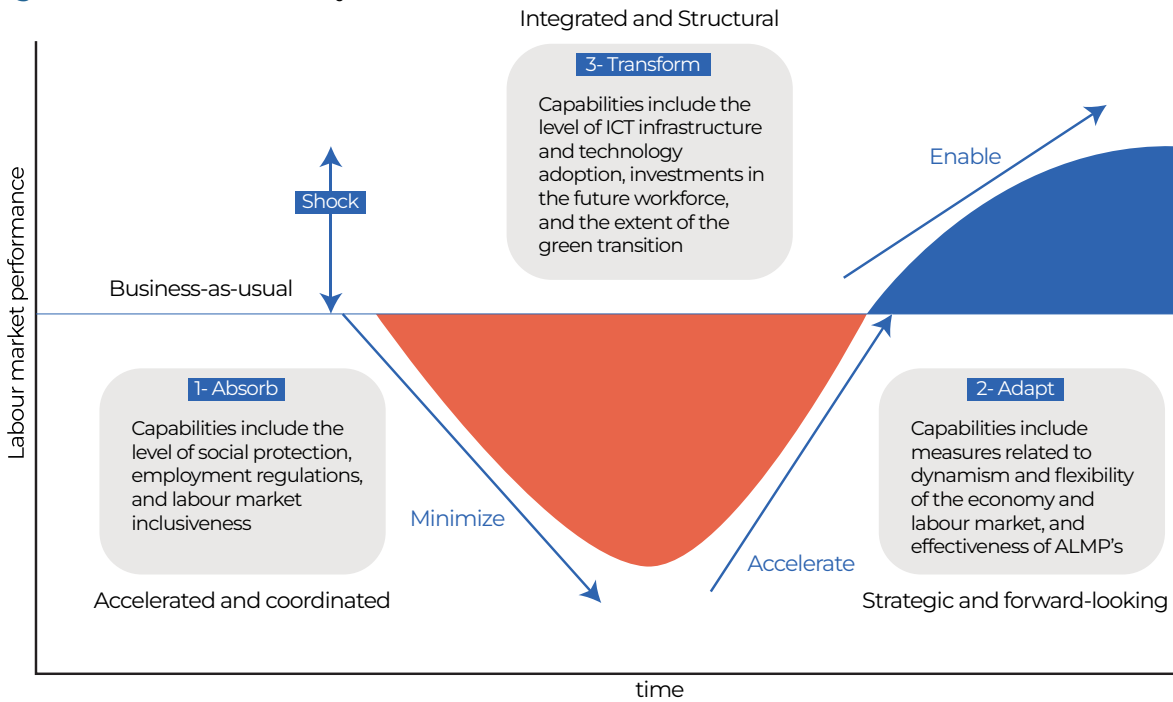 Integrated and Structural
3- Transform
Capabilities include the
level of ICT infrastructure
and technology
adoption, investments in
the future workforce,
and the extent of the
green transition
Enable
Shock
Business-as-usual
Labour market performance
1- Absorb
Capabilities include the
level of social protection,
employment regulations,
and labour market
inclusiveness
Minimize
Accelerated and coordinated
2- Adapt
Capabilities include
measures related to
dynamism and flexibility
of the economy and
labour market, and
effectiveness of ALMP's
Accelerate
Strategic and forward-looking
time